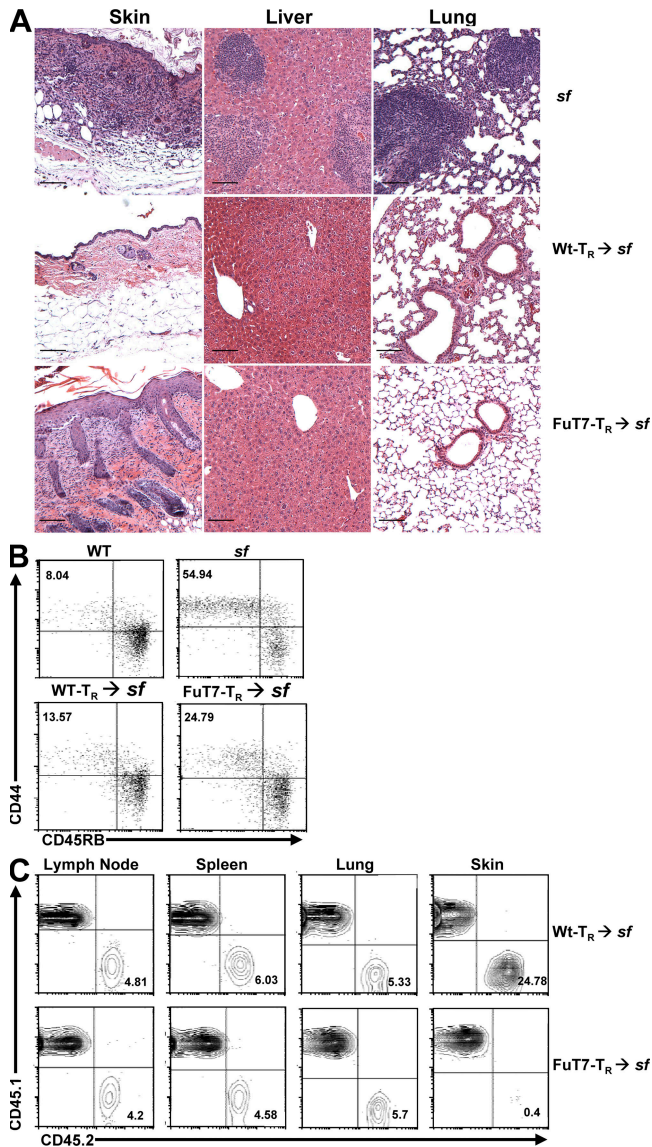 A
Skin Liver Lung
sf
Wt-TR → sf
FuT7-TR → sf
B
WT sf
8.04 54.94
WT-TR → sf FuT7-TR → sf
13.57 24.79
CD44
CD45RB
C
Lymph Node Spleen Lung Skin
Wt-TR → sf
4.81 6.03 5.33 24.78
FuT7-TR → sf
4.2 4.58 5.7 0.4
CD45.1
CD45.2